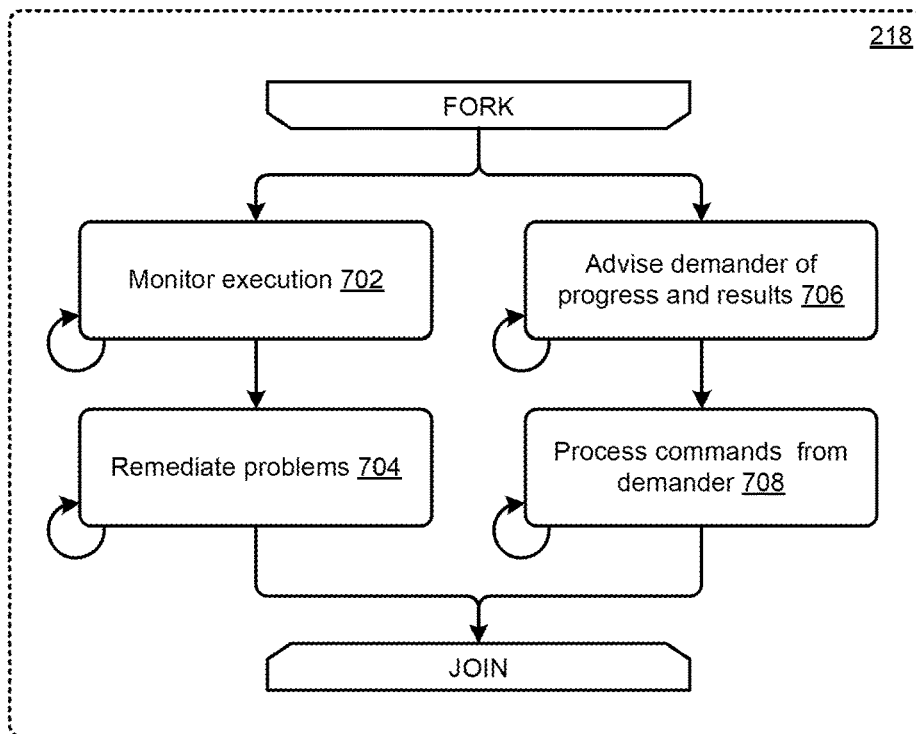 218
FORK
Monitor execution 702
Advise demander of
progress and results 706
Remediate problems 704
Process commands from
demander 708
JOIN